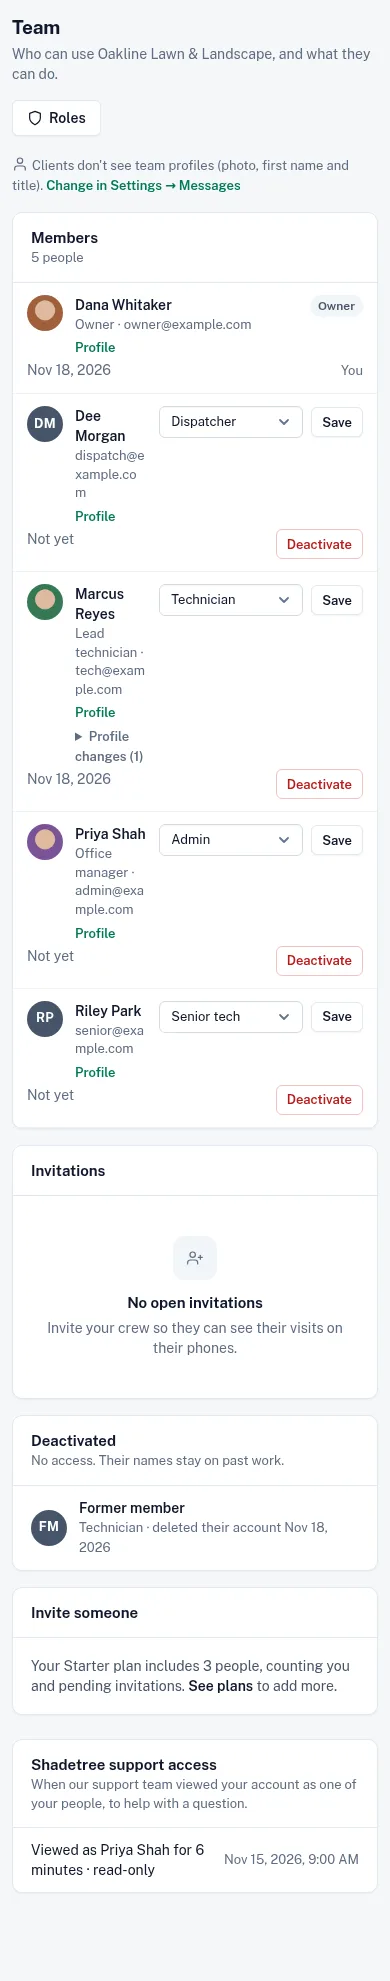 Team
Who can use Oakline Lawn & Landscape, and what they
can do.
Roles
Clients don't see team profiles (photo, first name and
title). Change in Settings → Messages
Members
5 people
Dana Whitaker
Owner
Owner · owner@example.com
Profile
Nov 18, 2026
You
DM
Dee
Morgan
Dispatcher
Save
dispatch@e
xample.co
m
Profile
Not yet
Deactivate
Marcus
Reyes
Technician
Save
Lead
technician ·
tech@exam
ple.com
Profile
▶ Profile
changes (1)
Nov 18, 2026
Deactivate
Priya Shah
Admin
Save
Office
manager ·
admin@exa
mple.com
Profile
Not yet
Deactivate
RP
Riley Park
Senior tech
Save
senior@exa
mple.com
Profile
Not yet
Deactivate
Invitations
No open invitations
Invite your crew so they can see their visits on
their phones.
Deactivated
No access. Their names stay on past work.
FM
Former member
Technician · deleted their account Nov 18,
2026
Invite someone
Your Starter plan includes 3 people, counting you
and pending invitations. See plans to add more.
Shadetree support access
When our support team viewed your account as one of
your people, to help with a question.
Viewed as Priya Shah for 6
minutes · read-only
Nov 15, 2026, 9:00 AM